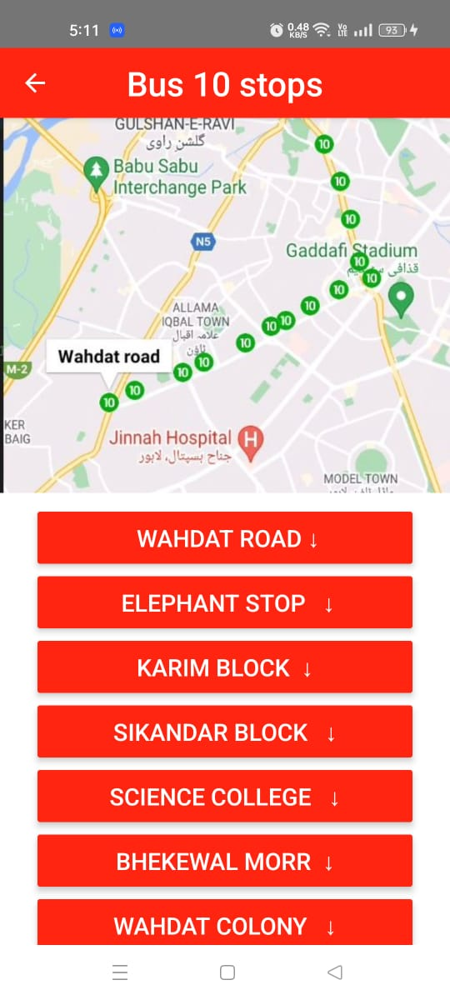 5:11
0.48
KB/S
Vo
LTE
93
Bus 10 stops
GULSHAN-E-RAVI
گلشن راوی
10
Babu Sabu
Interchange Park
10
10
N5
Gaddafi Stadium
قذافی
10
10
10
10
ALLAMA
IQBAL TOWN
علامہ اقبال
ٹاؤن
10
10
10
Wahdat road
10
10
M-2
10
10
KER
BAIG
Jinnah Hospital
H
جناح ہسپتال، لاہور
MODEL TOWN
WAHDAT ROAD ↓
ELEPHANT STOP ↓
KARIM BLOCK ↓
SIKANDAR BLOCK ↓
SCIENCE COLLEGE ↓
BHEKEWAL MORR ↓
WAHDAT COLONY ↓